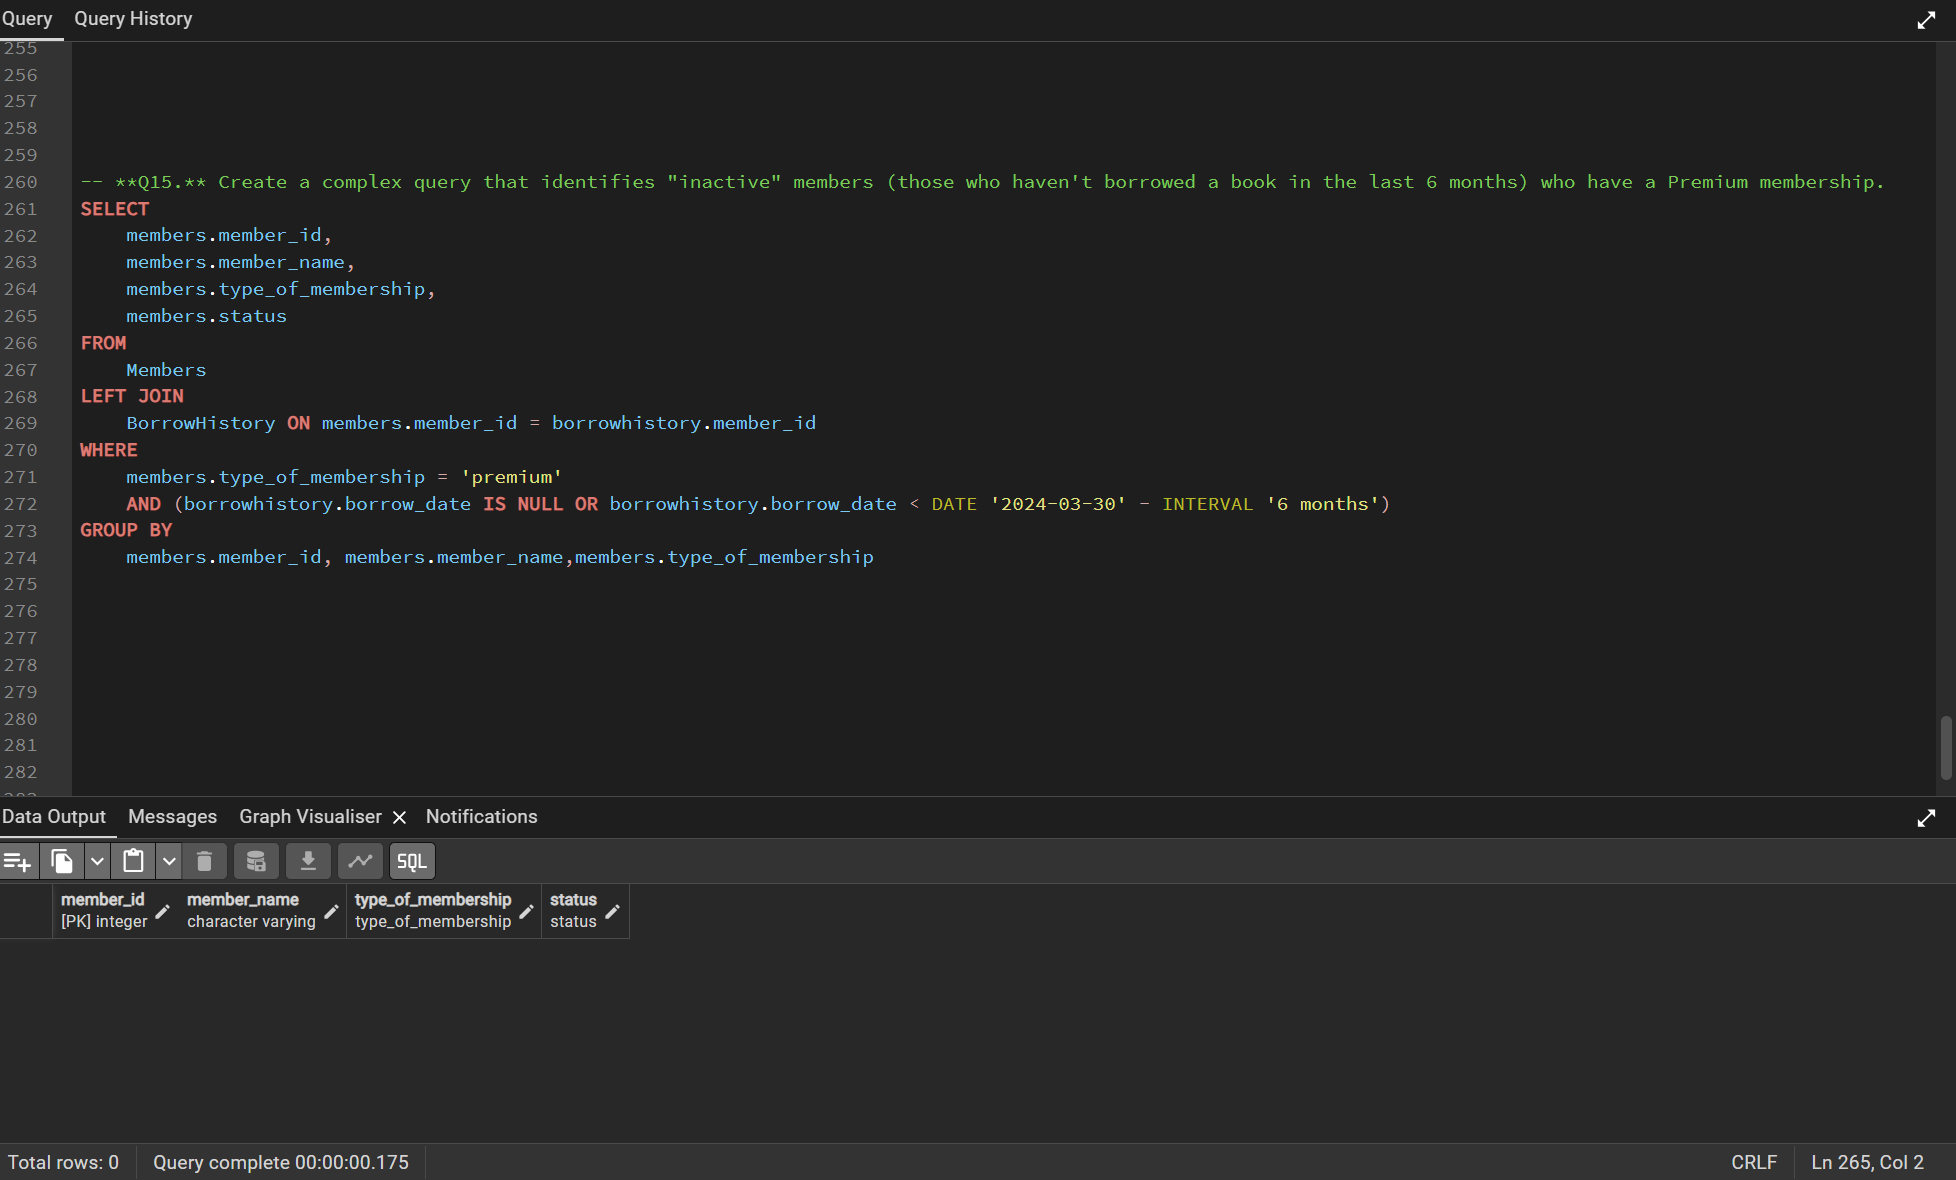 Query Query History
255
256
257
258
259
260 -- **Q15.** Create a complex query that identifies "inactive" members (those who haven't borrowed a book in the last 6 months) who have a Premium membership.
261 SELECT
262 members.member_id,
263 members.member_name,
264 members.type_of_membership,
265 members.status
266 FROM
267 Members
268 LEFT JOIN
269 BorrowHistory ON members.member_id = borrowhistory.member_id
270 WHERE
271 members.type_of_membership = 'premium'
272 AND (borrowhistory.borrow_date IS NULL OR borrowhistory.borrow_date < DATE '2024-03-30' - INTERVAL '6 months')
273 GROUP BY
274 members.member_id, members.member_name,members.type_of_membership
275
276
277
278
279
280
281
282
Data Output Messages Graph Visualiser × Notifications
SQL
member_id member_name type_of_membership status
[PK] integer character varying type_of_membership status
Total rows: 0 Query complete 00:00:00.175 CRLF Ln 265, Col 2